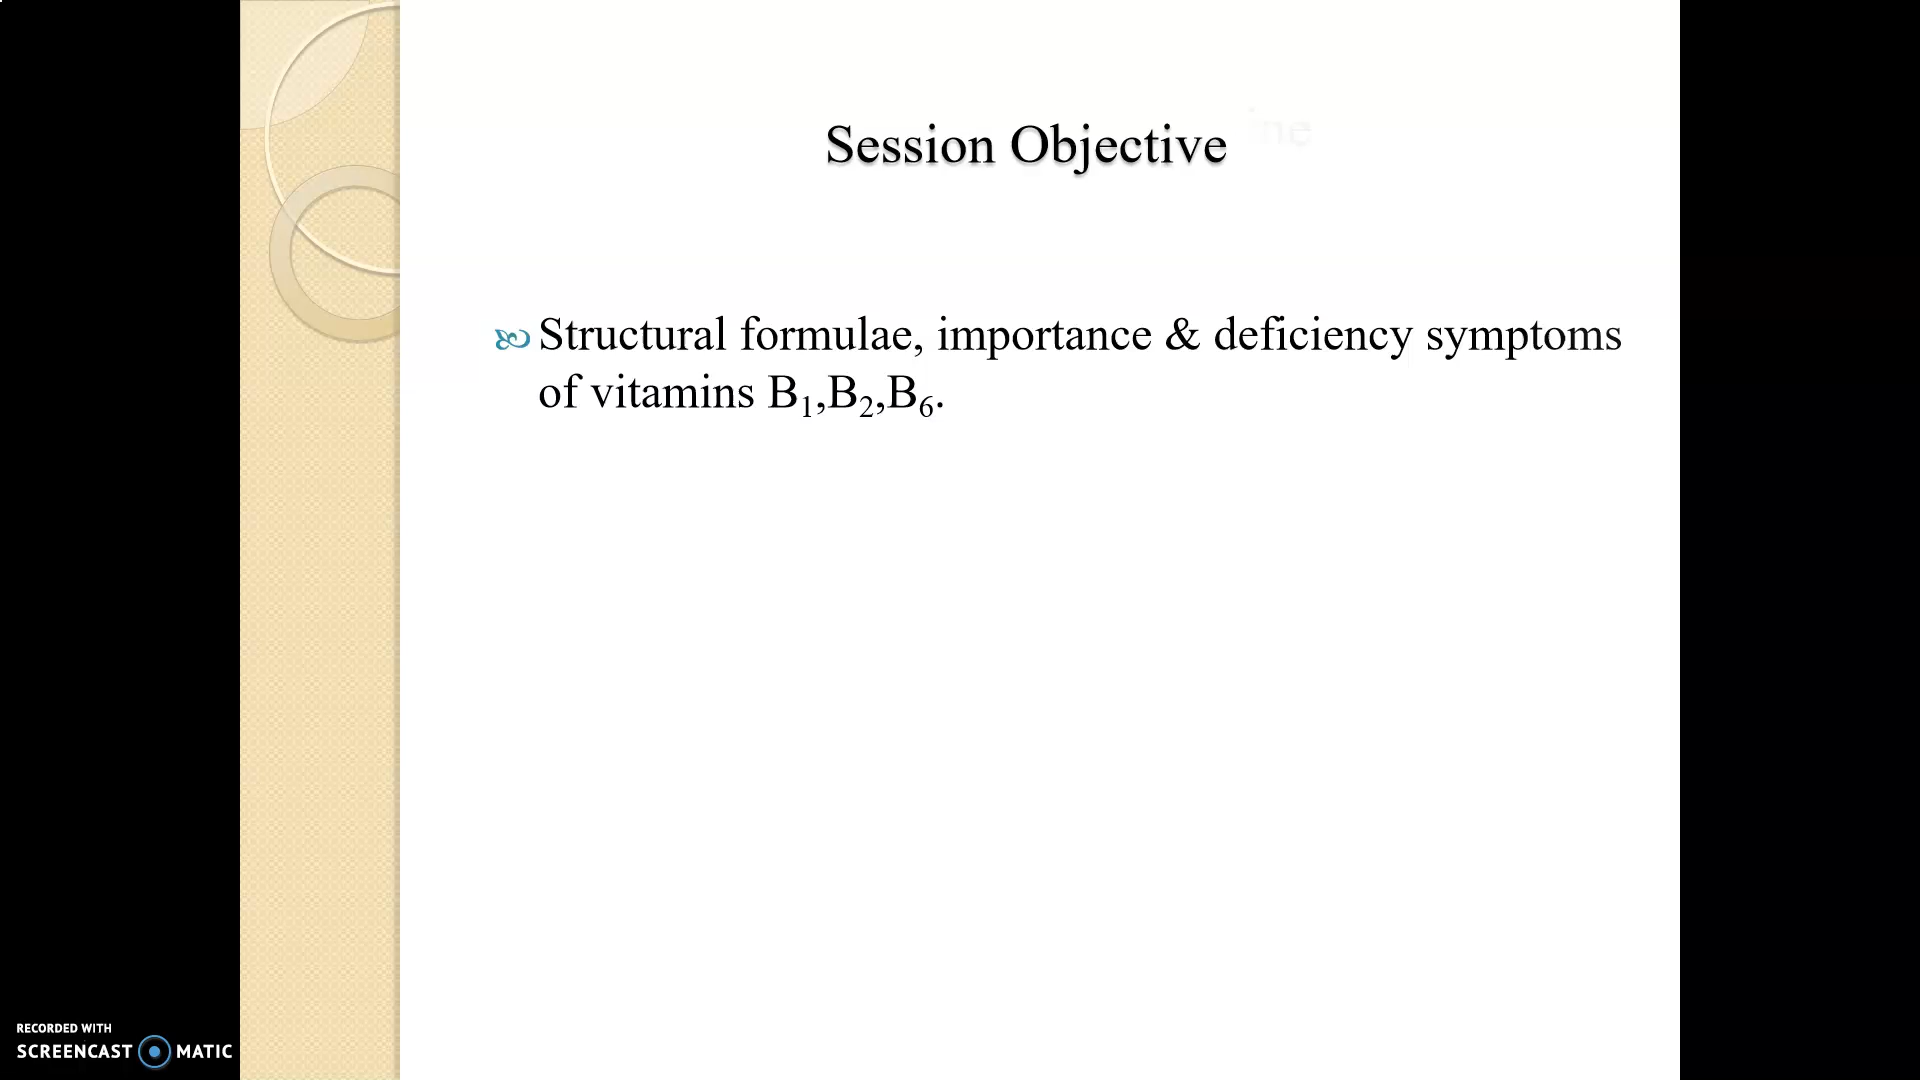 Session Objective
Structural formulae, importance & deficiency symptoms
of vitamins B₁,B₂,B₆.
RECORDED WITH
SCREENCAST MATIC